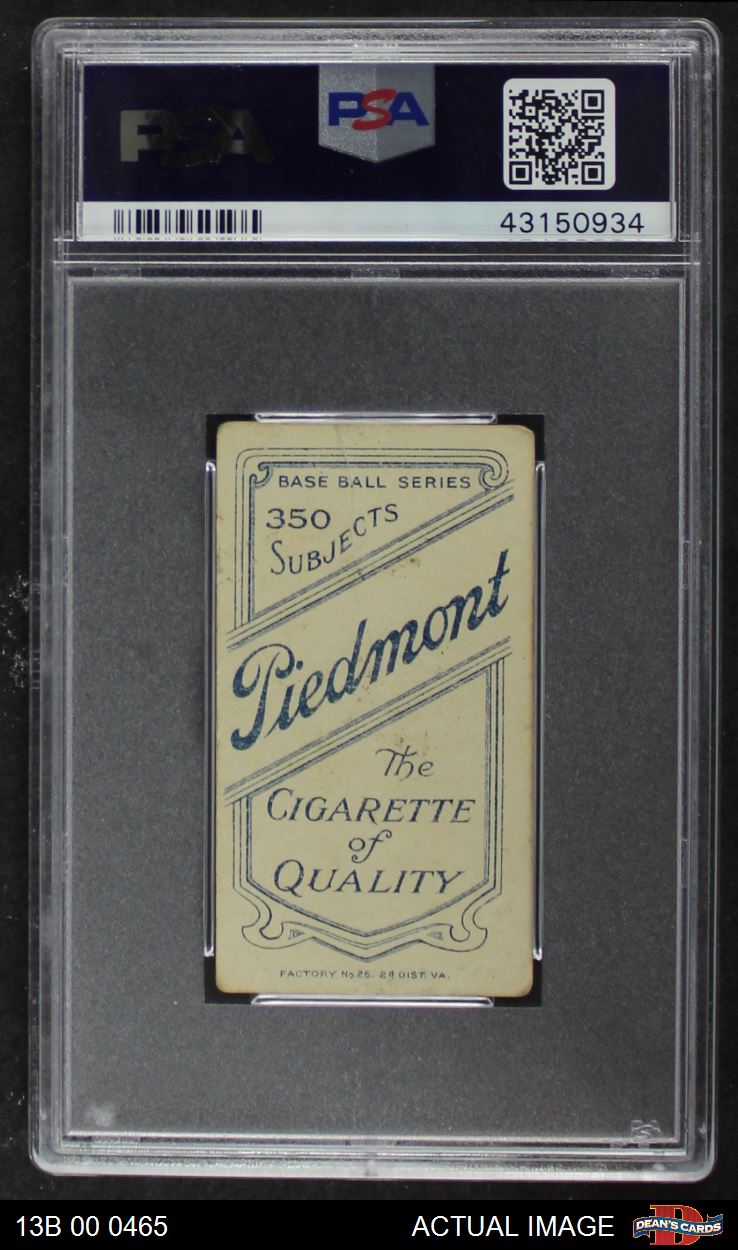 PSA
PSA
43150934
BASE BALL SERIES
350
SUBJECTS
Piedmont
The
CIGARETTE
of
QUALITY
FACTORY No 25. 2d DIST. VA.
PSA
13B 00 0465
ACTUAL IMAGE
DEAN'S CARDS